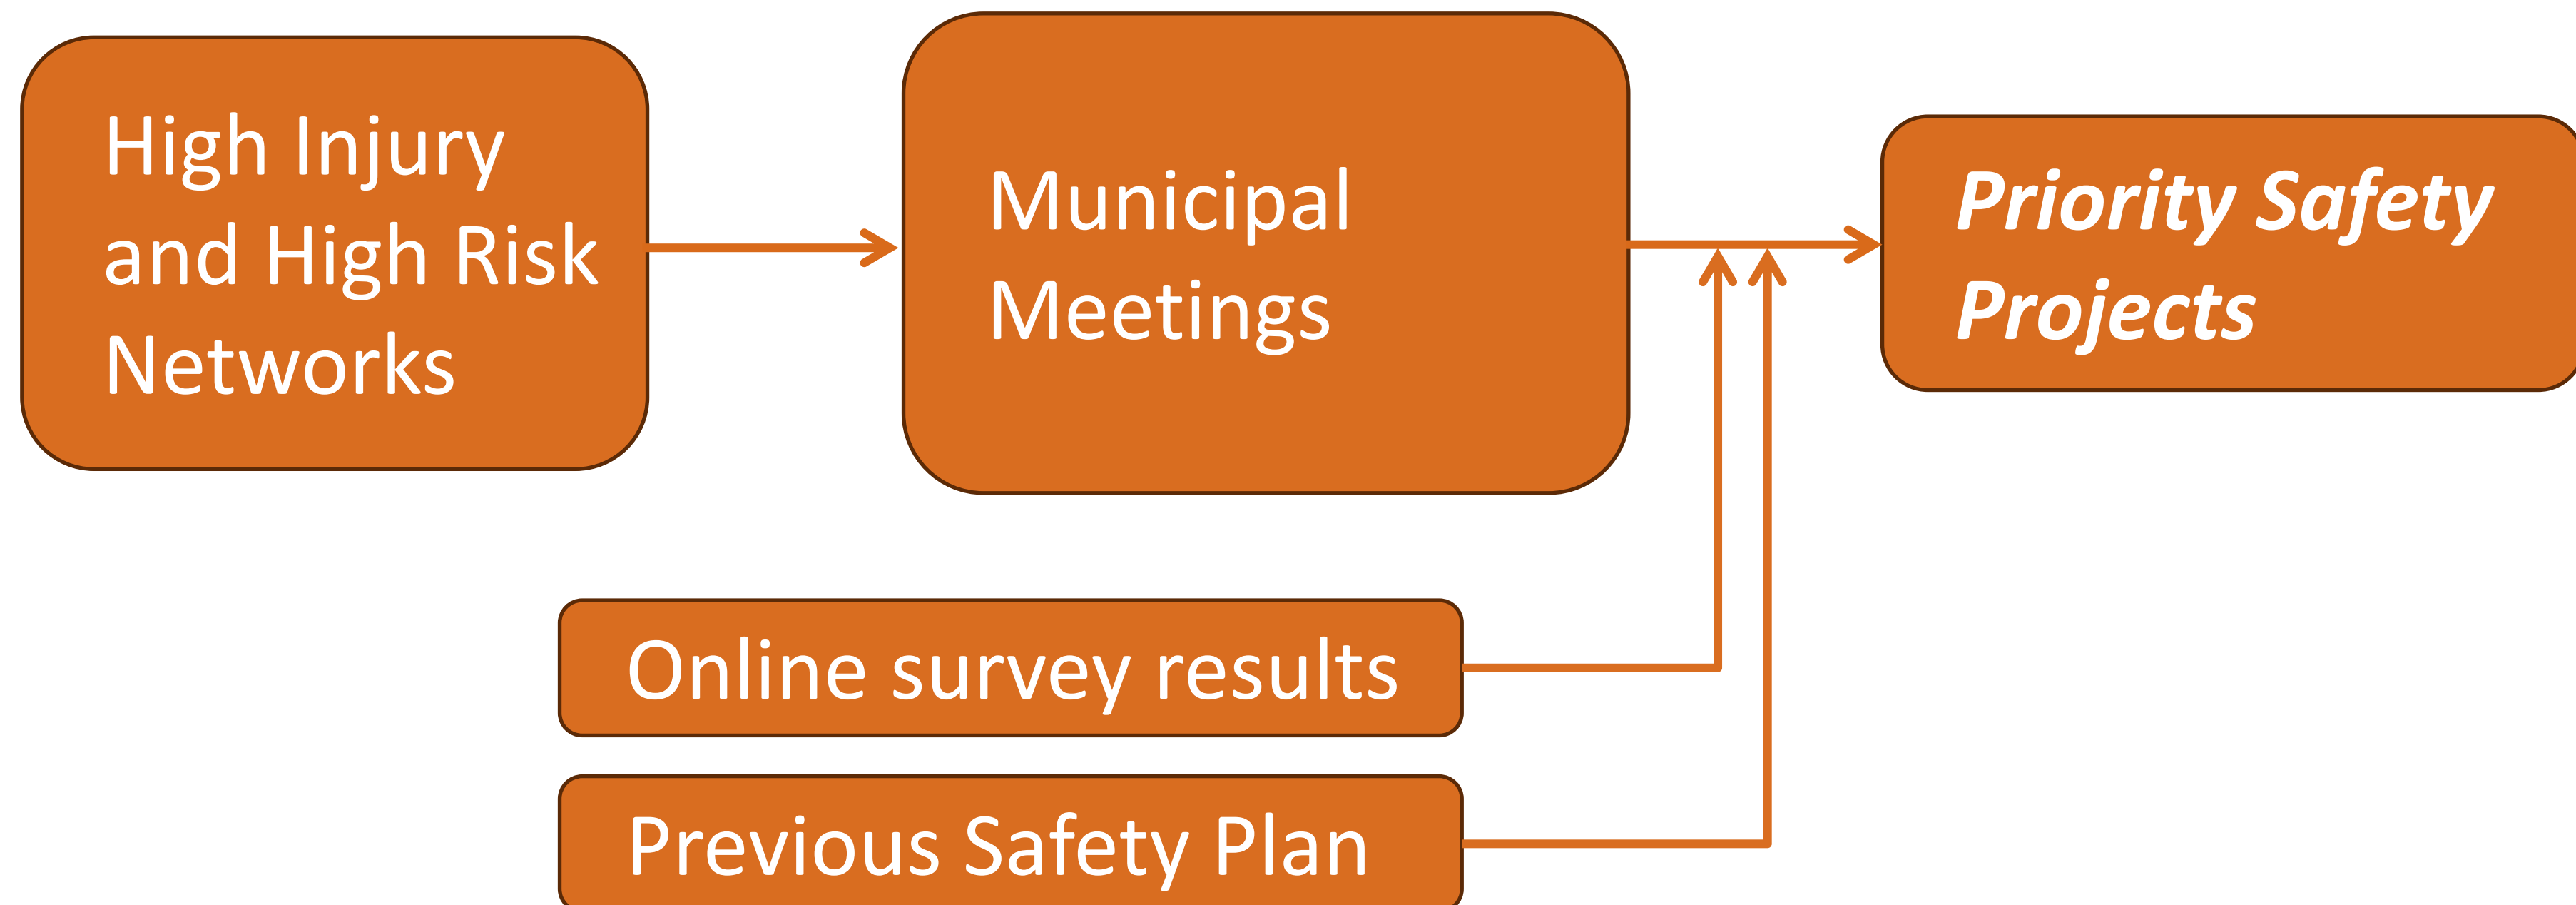 High Injury
and High Risk
Networks
Municipal
Meetings
Priority Safety
Projects
Online survey results
Previous Safety Plan